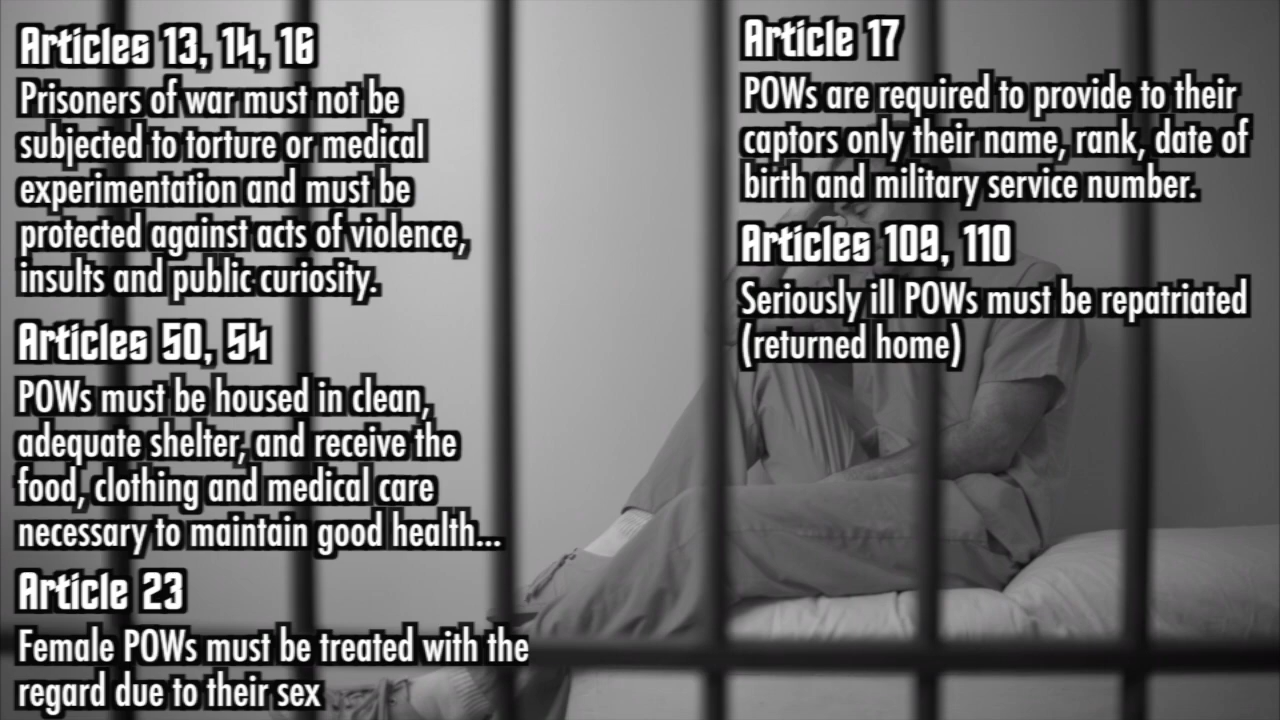 Articles 13, 14, 16
Prisoners of war must not be
subjected to torture or medical
experimentation and must be
protected against acts of violence,
insults and public curiosity.
Articles 50, 54
POWs must be housed in clean,
adequate shelter, and receive the
food, clothing and medical care
necessary to maintain good health...
Article 23
Female POWs must be treated with the
regard due to their sex
Article 17
POWs are required to provide to their
captors only their name, rank, date of
birth and military service number.
Articles 109, 110
Seriously ill POWs must be repatriated
(returned home)